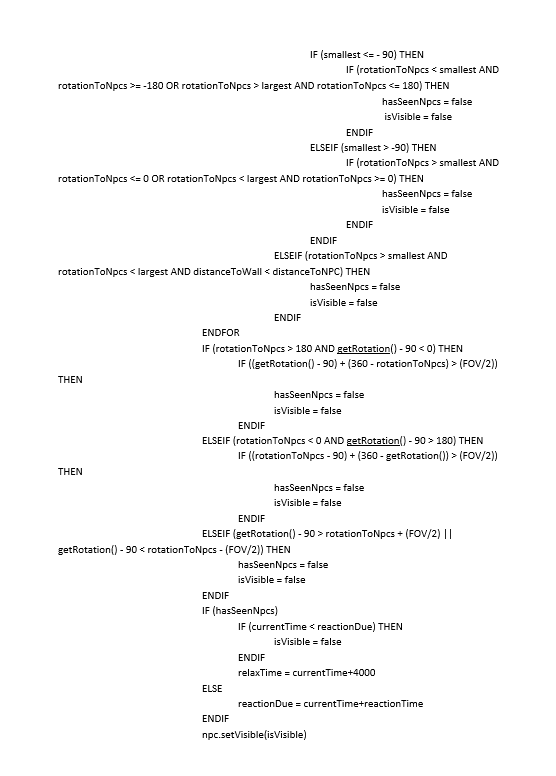 IF (smallest <= - 90) THEN
IF (rotationToNpcs < smallest AND
rotationToNpcs >= -180 OR rotationToNpcs > largest AND rotationToNpcs <= 180) THEN
hasSeenNpcs = false
isVisible = false
ENDIF
ELSEIF (smallest > -90) THEN
IF (rotationToNpcs > smallest AND
rotationToNpcs <= 0 OR rotationToNpcs < largest AND rotationToNpcs >= 0) THEN
hasSeenNpcs = false
isVisible = false
ENDIF
ENDIF
ELSEIF (rotationToNpcs > smallest AND
rotationToNpcs < largest AND distanceToWall < distanceToNPC) THEN
hasSeenNpcs = false
isVisible = false
ENDIF
ENDFOR
IF (rotationToNpcs > 180 AND getRotation() - 90 < 0) THEN
IF ((getRotation() - 90) + (360 - rotationToNpcs) > (FOV/2))
THEN
hasSeenNpcs = false
isVisible = false
ENDIF
ELSEIF (rotationToNpcs < 0 AND getRotation() - 90 > 180) THEN
IF ((rotationToNpcs - 90) + (360 - getRotation()) > (FOV/2))
THEN
hasSeenNpcs = false
isVisible = false
ENDIF
ELSEIF (getRotation() - 90 > rotationToNpcs + (FOV/2) ||
getRotation() - 90 < rotationToNpcs - (FOV/2)) THEN
hasSeenNpcs = false
isVisible = false
ENDIF
IF (hasSeenNpcs)
IF (currentTime < reactionDue) THEN
isVisible = false
ENDIF
relaxTime = currentTime+4000
ELSE
reactionDue = currentTime+reactionTime
ENDIF
npc.setVisible(isVisible)